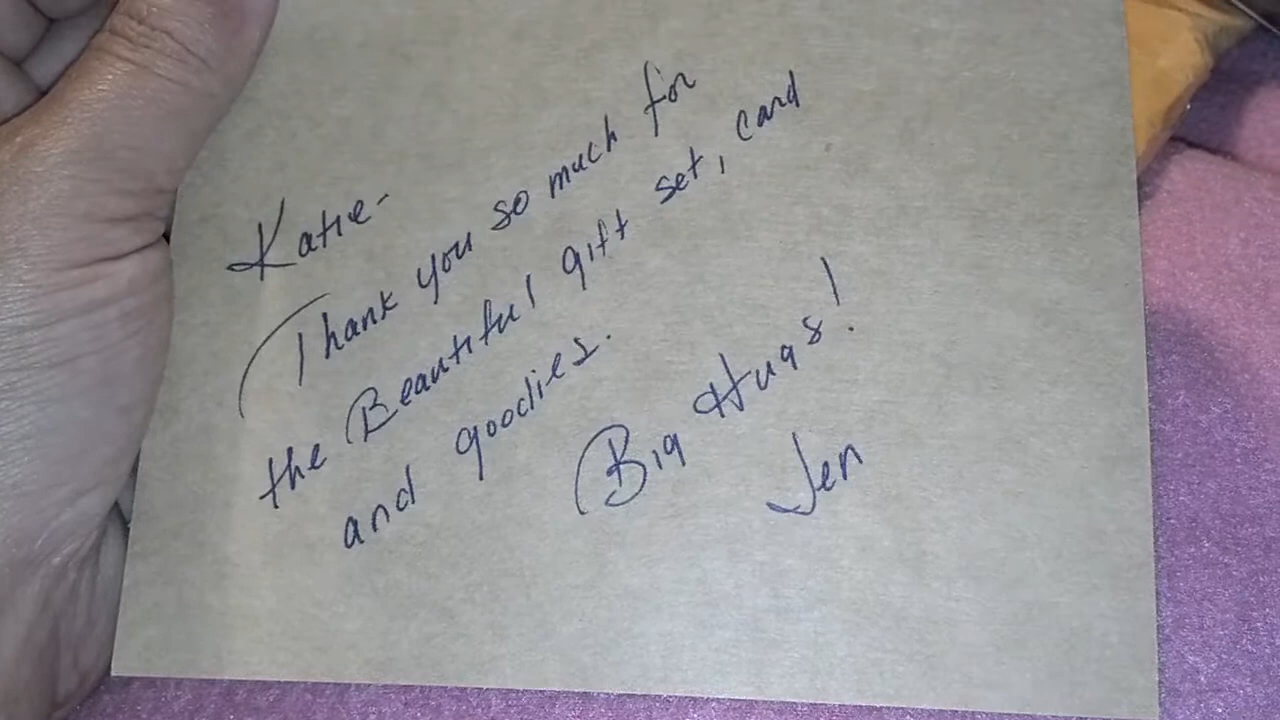 Katie-
Thank you so much for
the Beautiful gift set, card
and goodies.
Big Hugs!
Jen